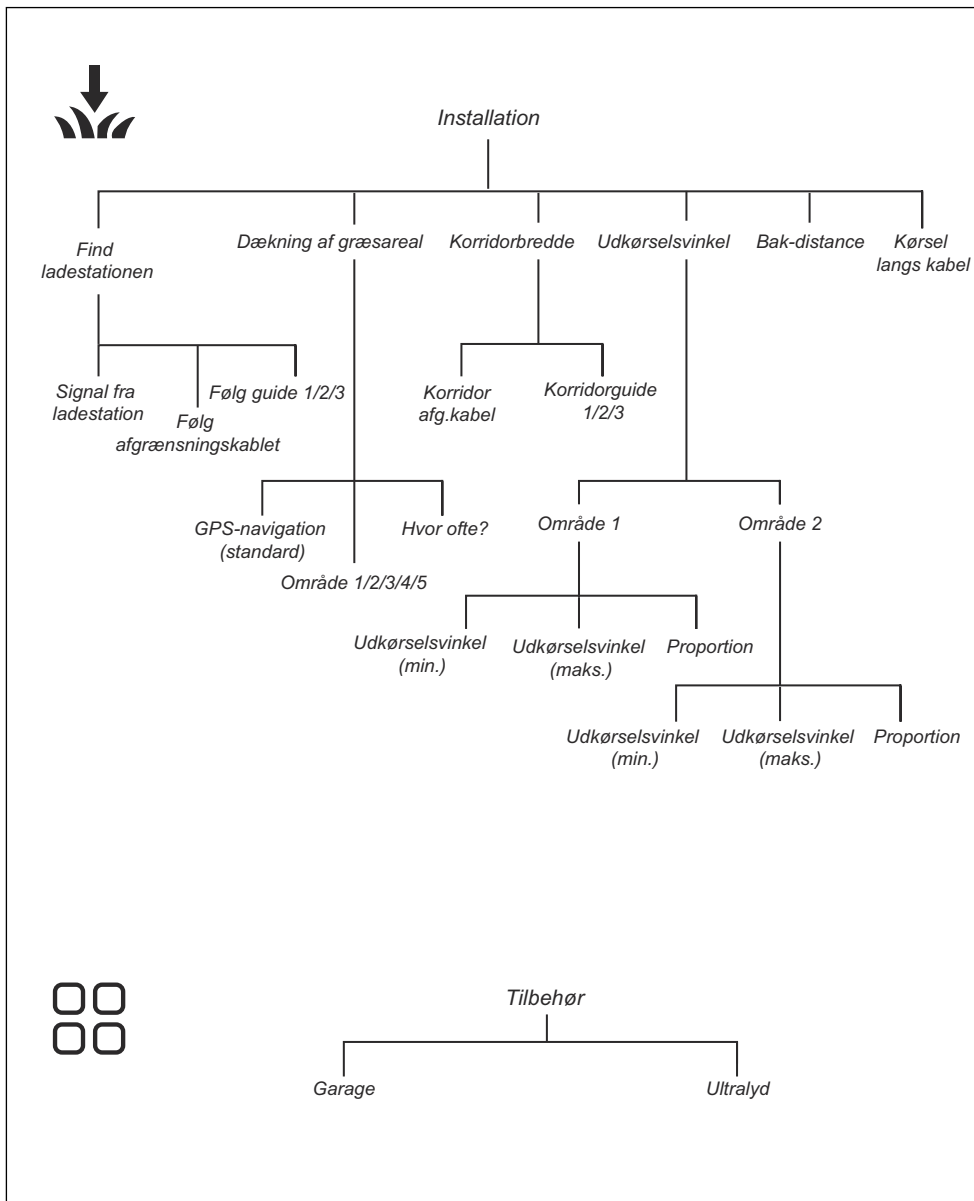 Installation
Find
ladestationen
Dækning af græsareal
Korridorbredde
Udkørselsvinkel
Bak-distance
Kørsel
langs kabel
Signal fra
ladestation
Følg
afgrænsningskablet
Følg guide 1/2/3
Korridor
afg.kabel
Korridorguide
1/2/3
GPS-navigation
(standard)
Område 1/2/3/4/5
Hvor ofte?
Område 1
Område 2
Udkørselsvinkel
(min.)
Udkørselsvinkel
(maks.)
Proportion
Udkørselsvinkel
(min.)
Udkørselsvinkel
(maks.)
Proportion
Tilbehør
Garage
Ultralyd